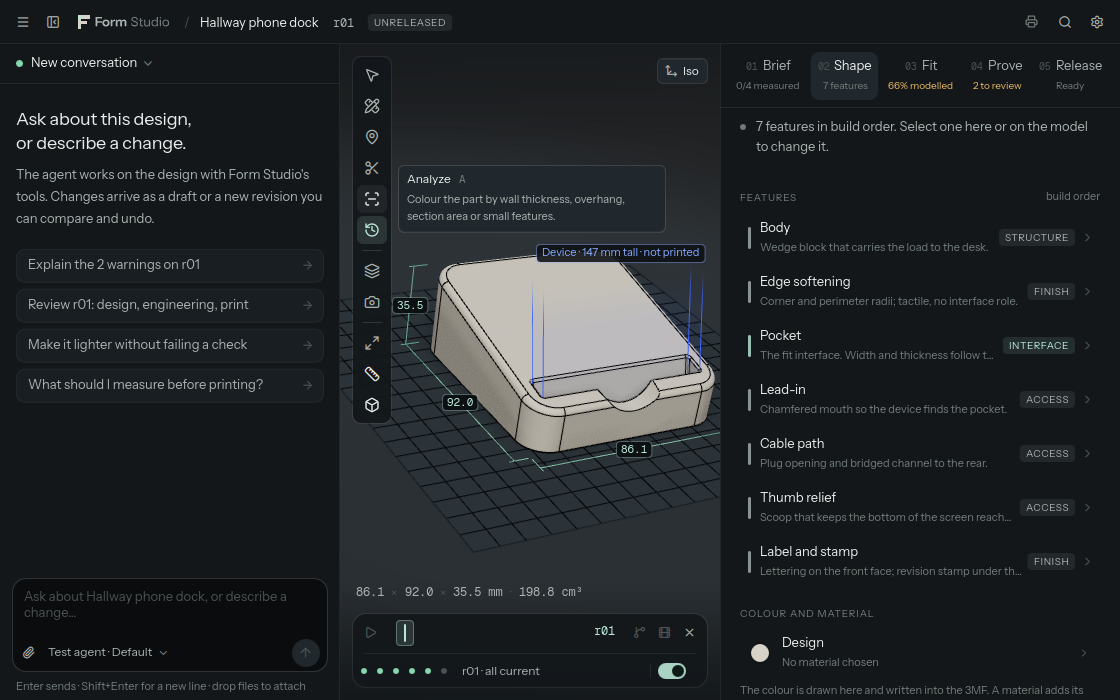 Form Studio / Hallway phone dock r01 UNRELEASED
New conversation
Ask about this design,
or describe a change.
The agent works on the design with Form Studio's
tools. Changes arrive as a draft or a new revision you
can compare and undo.
Explain the 2 warnings on r01
Review r01: design, engineering, print
Make it lighter without failing a check
What should I measure before printing?
Ask about Hallway phone dock, or describe a
change…
Test agent · Default
Enter sends · Shift+Enter for a new line · drop files to attach
Iso
Analyze A
Colour the part by wall thickness, overhang,
section area or small features.
Device · 147 mm tall · not printed
35.5
92.0
86.1
86.1 × 92.0 × 35.5 mm · 198.8 cm³
r01
r01 · all current
01 Brief
0/4 measured
02 Shape
7 features
03 Fit
66% modelled
04 Prove
2 to review
05 Release
Ready
7 features in build order. Select one here or on the model
to change it.
FEATURES build order
Body
Wedge block that carries the load to the desk.
STRUCTURE
Edge softening
Corner and perimeter radii; tactile, no interface role.
FINISH
Pocket
The fit interface. Width and thickness follow t…
INTERFACE
Lead-in
Chamfered mouth so the device finds the pocket.
ACCESS
Cable path
Plug opening and bridged channel to the rear.
ACCESS
Thumb relief
Scoop that keeps the bottom of the screen reach…
ACCESS
Label and stamp
Lettering on the front face; revision stamp under th…
FINISH
COLOUR AND MATERIAL
Design
No material chosen
The colour is drawn here and written into the 3MF. A material adds its